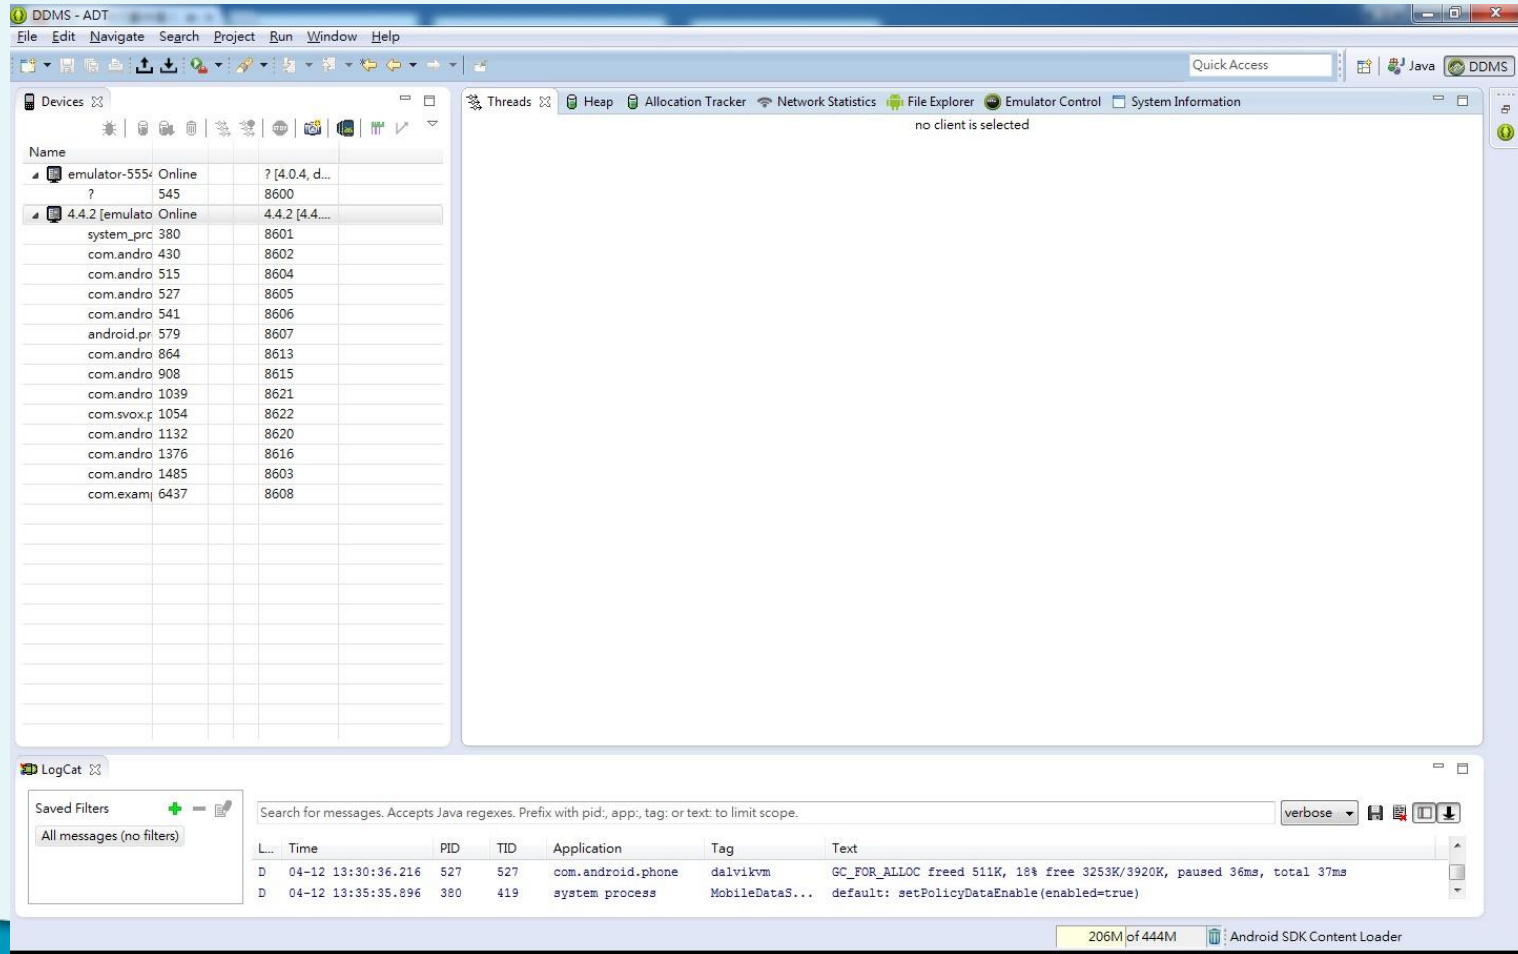 DDMS - ADT
File Edit Navigate Search Project Run Window Help
Quick Access Java DDMS
Devices
Threads Heap Allocation Tracker Network Statistics File Explorer Emulator Control System Information
no client is selected
Name
emulator-5554 Online ? [4.0.4, d...
? 545 8600
4.4.2 [emulato Online 4.4.2 [4.4....
system_prc 380 8601
com.andro 430 8602
com.andro 515 8604
com.andro 527 8605
com.andro 541 8606
android.pr 579 8607
com.andro 864 8613
com.andro 908 8615
com.andro 1039 8621
com.svox.p 1054 8622
com.andro 1132 8620
com.andro 1376 8616
com.andro 1485 8603
com.examp 6437 8608
LogCat
Saved Filters
All messages (no filters)
Search for messages. Accepts Java regexes. Prefix with pid:, app:, tag: or text: to limit scope.
verbose
L... Time PID TID Application Tag Text
D 04-12 13:30:36.216 527 527 com.android.phone dalvikvm GC_FOR_ALLOC freed 511K, 18% free 3253K/3920K, paused 36ms, total 37ms
D 04-12 13:35:35.896 380 419 system_process MobileDataS... default: setPolicyDataEnable(enabled=true)
206M of 444M Android SDK Content Loader